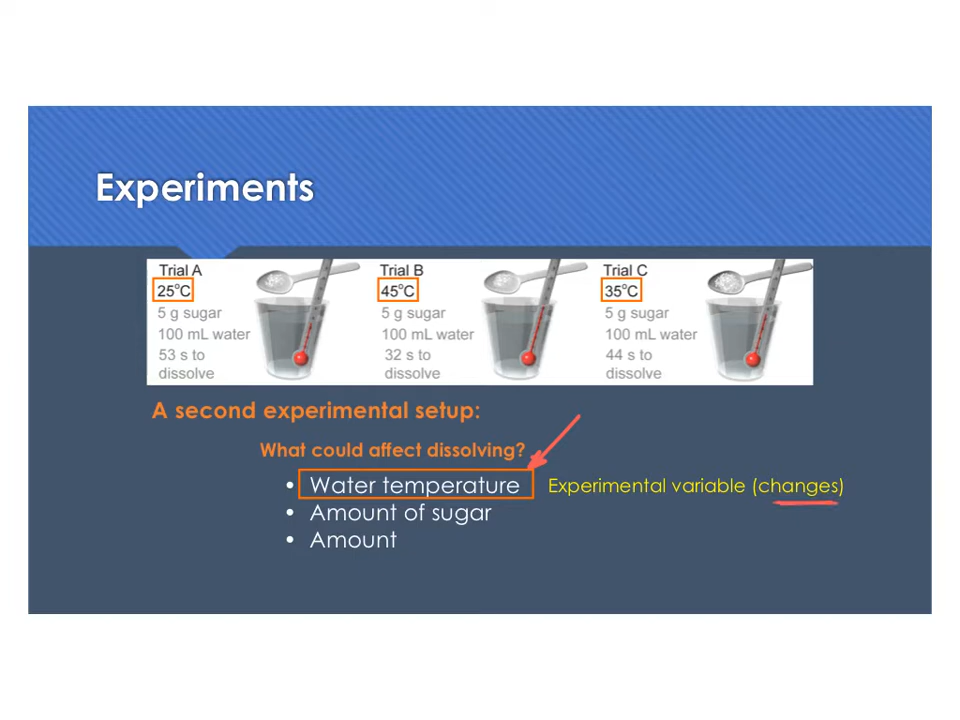 Experiments
Trial A
25°C
5 g sugar
100 mL water
53 s to
dissolve
Trial B
45°C
5 g sugar
100 mL water
32 s to
dissolve
Trial C
35°C
5 g sugar
100 mL water
44 s to
dissolve
A second experimental setup:
What could affect dissolving?
• Water temperature Experimental variable (changes)
• Amount of sugar
• Amount